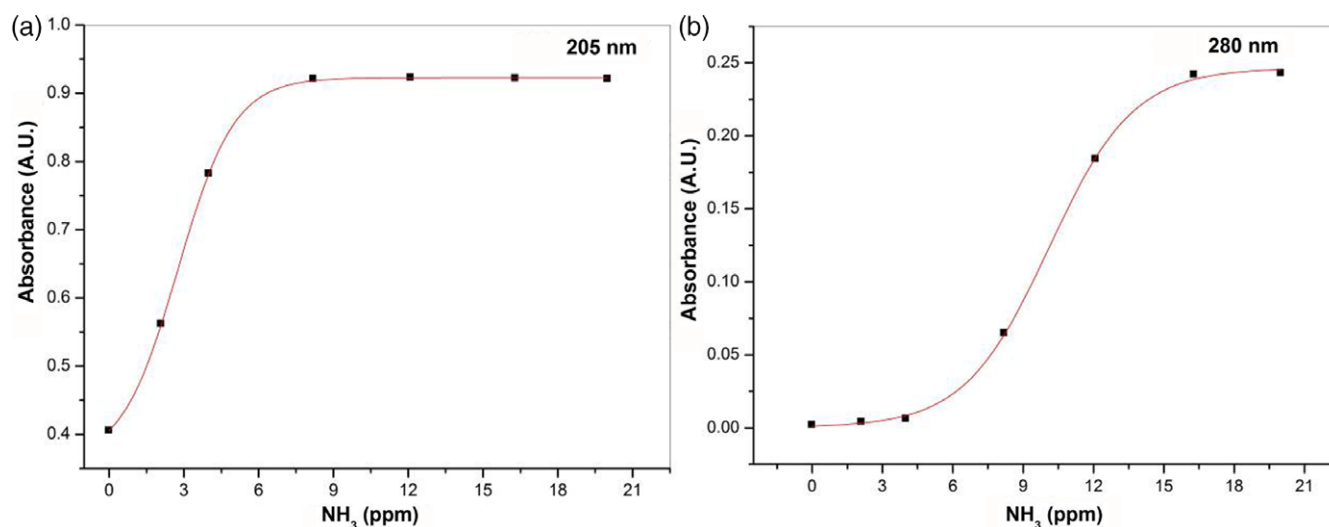 (a)
205 nm
1.0
0.9
0.8
0.7
0.6
0.5
0.4
Absorbance (A.U.)
0 3 6 9 12 15 18 21
NH₃ (ppm)
(b)
280 nm
0.25
0.20
0.15
0.10
0.05
0.00
Absorbance (A.U.)
0 3 6 9 12 15 18 21
NH₃ (ppm)